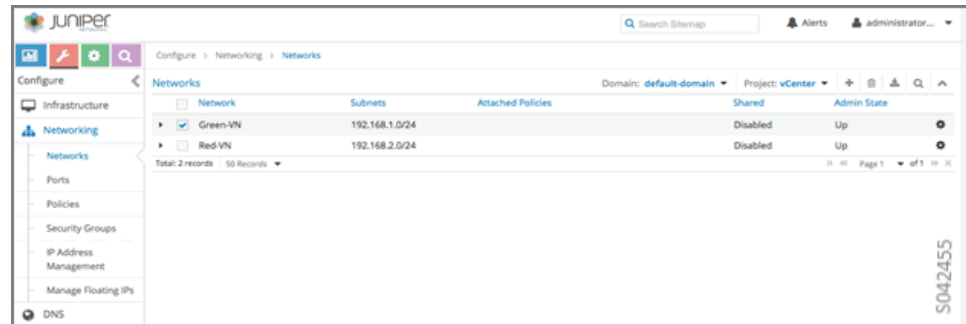 JUNIPER
NETWORKS
Search Sitemap
Alerts
administrator...
Configure > Networking > Networks
Configure
Networks
Domain: default-domain
Project: vCenter
Network Subnets Attached Policies Shared Admin State
Green-VN 192.168.1.0/24 Disabled Up
Red-VN 192.168.2.0/24 Disabled Up
Total: 2 records 50 Records
Page 1 of 1
Infrastructure
Networking
Networks
Ports
Policies
Security Groups
IP Address
Management
Manage Floating IPs
DNS
S042455